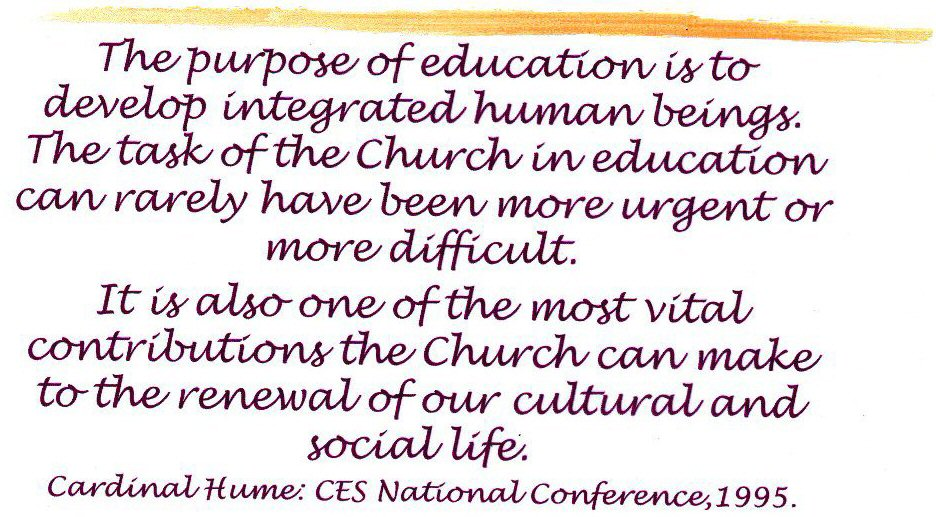 The purpose of education is to
develop integrated human beings.
The task of the Church in education
can rarely have been more urgent or
more difficult.
It is also one of the most vital
contributions the Church can make
to the renewal of our cultural and
social life.
Cardinal Hume: CES National Conference,1995.